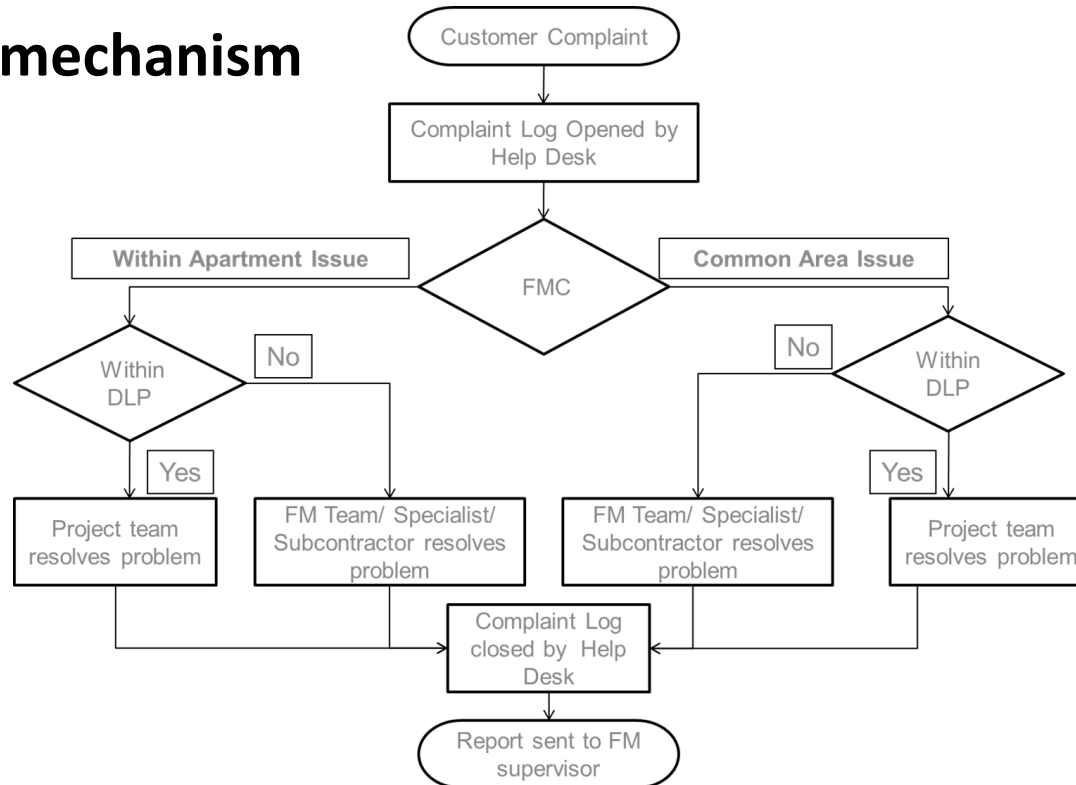 mechanism
Customer Complaint
Complaint Log Opened by
Help Desk
Within Apartment Issue
FMC
Common Area Issue
Within
DLP
No
No
Within
DLP
Yes
Yes
Project team
resolves problem
FM Team/ Specialist/
Subcontractor resolves
problem
FM Team/ Specialist/
Subcontractor resolves
problem
Project team
resolves problem
Complaint Log
closed by Help
Desk
Report sent to FM
supervisor